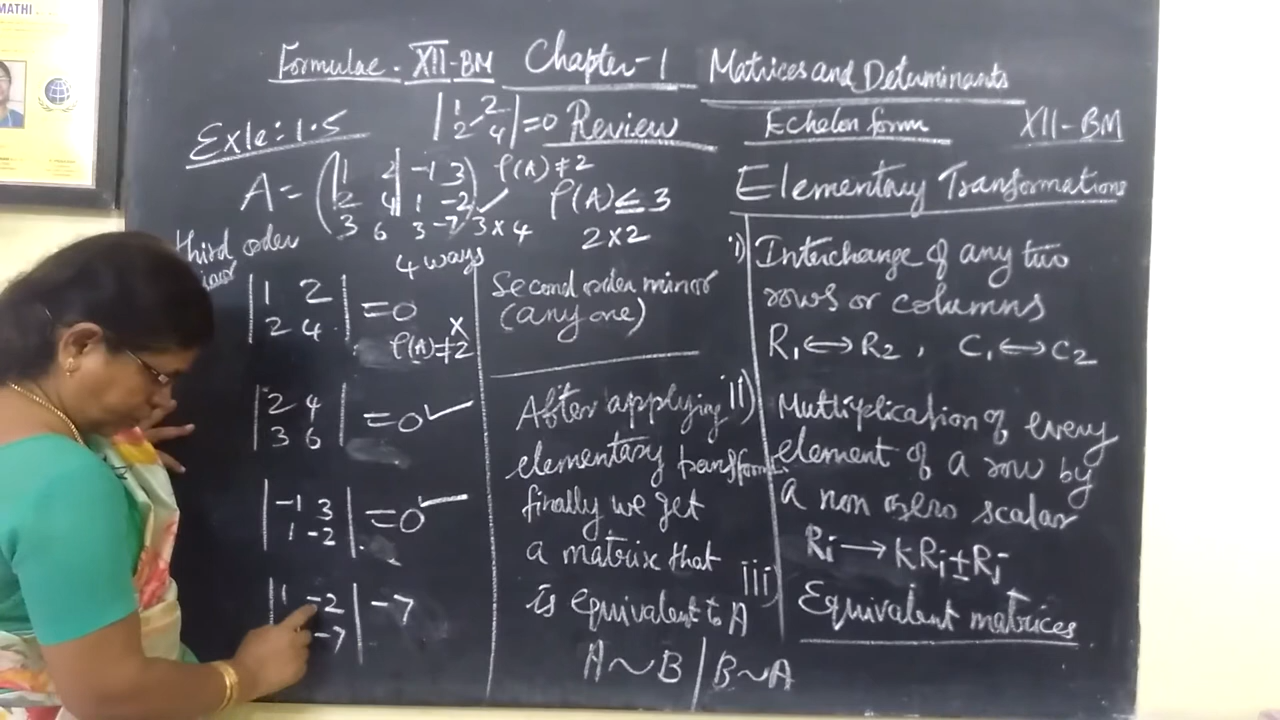 MATHI
Formulae. XII-BM Chapter-1 Matrices and Determinants
Exle: 1.5
|1 2|
|2 4| =0 Review
Echelon form XII-BM
A = (1 2 -1 3)
(2 4 1 -2)
(3 6 3 -7) 3×4
ρ(A)≠2
ρ(A)≤3
2×2
4 ways
third order
|1 2|
|2 4| =0
×
ρ(A)≠2
|2 4|
|3 6| =0 ✓
|-1 3|
|1 -2| =0 ✓
|1 -2|
|-7| -7
Second order minor
(any one)
After applying
elementary transform
finally we get
a matrix that
is equivalent to A
A∼B | B∼A
Elementary Transformations
i) Interchange of any two
rows or columns
R₁↔R₂, C₁↔C₂
ii) Multiplication of every
element of a row by
a non zero scalar
iii) Ri→kRi±Rj
Equivalent matrices